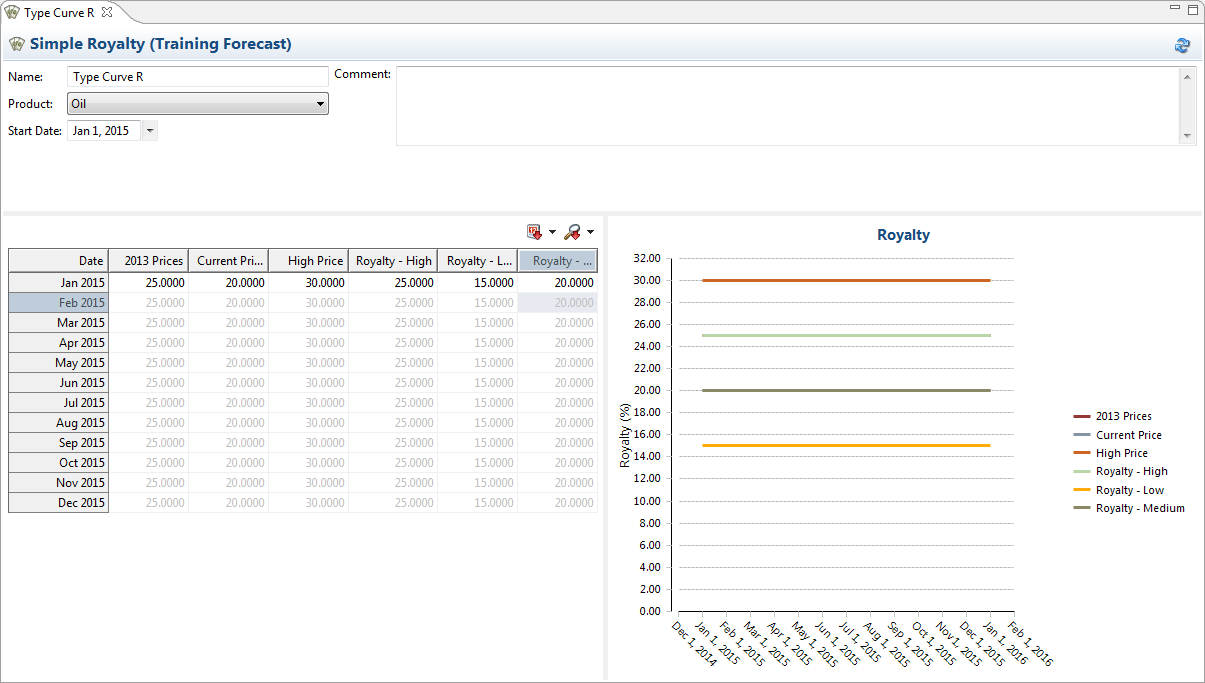 Type Curve R
Simple Royalty (Training Forecast)
Name: Type Curve R Comment:
Product: Oil
Start Date: Jan 1, 2015
Date 2013 Prices Current Pri... High Price Royalty - High Royalty - L... Royalty - ...
Jan 2015 25.0000 20.0000 30.0000 25.0000 15.0000 20.0000
Feb 2015 25.0000 20.0000 30.0000 25.0000 15.0000 20.0000
Mar 2015 25.0000 20.0000 30.0000 25.0000 15.0000 20.0000
Apr 2015 25.0000 20.0000 30.0000 25.0000 15.0000 20.0000
May 2015 25.0000 20.0000 30.0000 25.0000 15.0000 20.0000
Jun 2015 25.0000 20.0000 30.0000 25.0000 15.0000 20.0000
Jul 2015 25.0000 20.0000 30.0000 25.0000 15.0000 20.0000
Aug 2015 25.0000 20.0000 30.0000 25.0000 15.0000 20.0000
Sep 2015 25.0000 20.0000 30.0000 25.0000 15.0000 20.0000
Oct 2015 25.0000 20.0000 30.0000 25.0000 15.0000 20.0000
Nov 2015 25.0000 20.0000 30.0000 25.0000 15.0000 20.0000
Dec 2015 25.0000 20.0000 30.0000 25.0000 15.0000 20.0000
Royalty
Royalty (%)
32.00
30.00
28.00
26.00
24.00
22.00
20.00
18.00
16.00
14.00
12.00
10.00
8.00
6.00
4.00
2.00
0.00
Dec 1, 2014
Jan 1, 2015
Feb 1, 2015
Mar 1, 2015
Apr 1, 2015
May 1, 2015
Jun 1, 2015
Jul 1, 2015
Aug 1, 2015
Sep 1, 2015
Oct 1, 2015
Nov 1, 2015
Dec 1, 2015
Jan 1, 2016
Feb 1, 2016
2013 Prices
Current Price
High Price
Royalty - High
Royalty - Low
Royalty - Medium